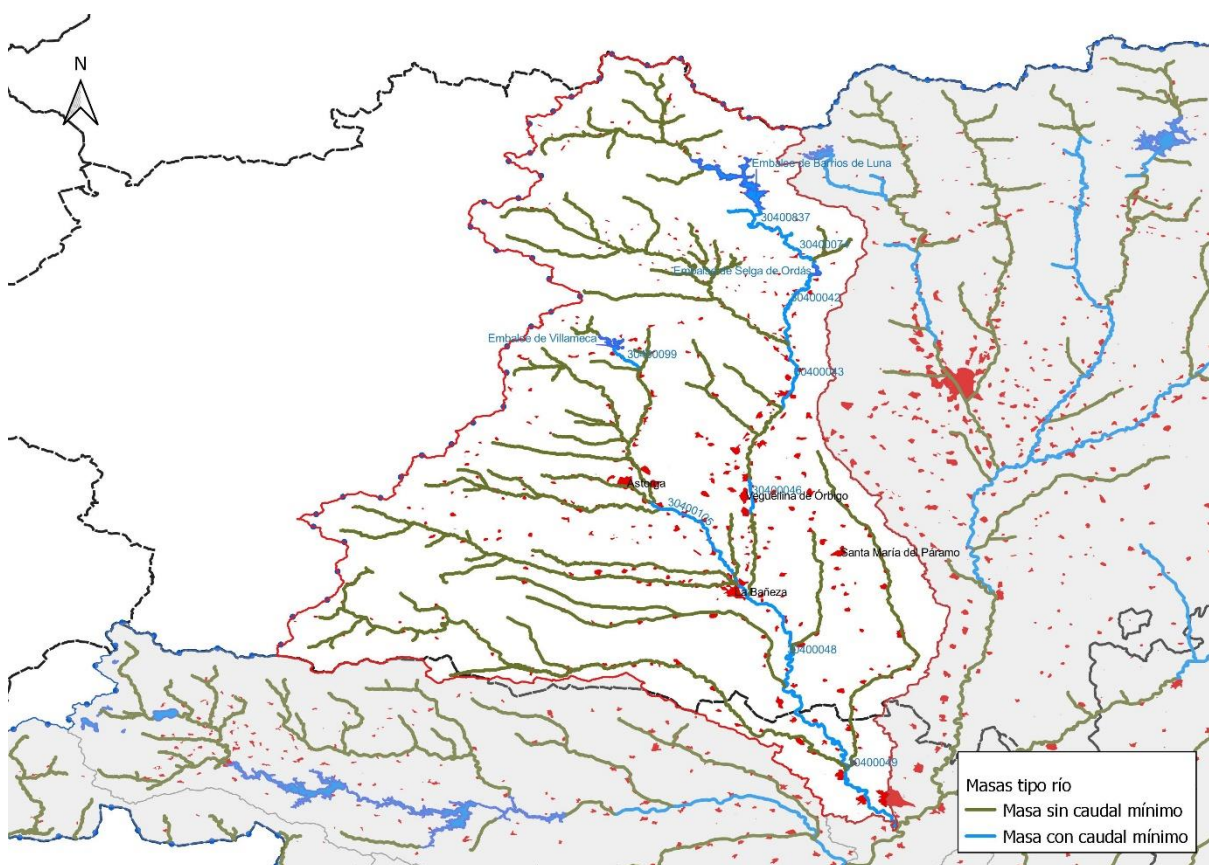 N
Embalse de Barrios de Luna
30400837
30400074
Embalse de Selga de Ordás
30400042
Embalse de Villameca
30400099
30400043
Astorga
30400046
Veguellina de Órbigo
30400105
Santa María del Páramo
La Bañeza
30400048
30400049
Masas tipo río
Masa sin caudal mínimo
Masa con caudal mínimo